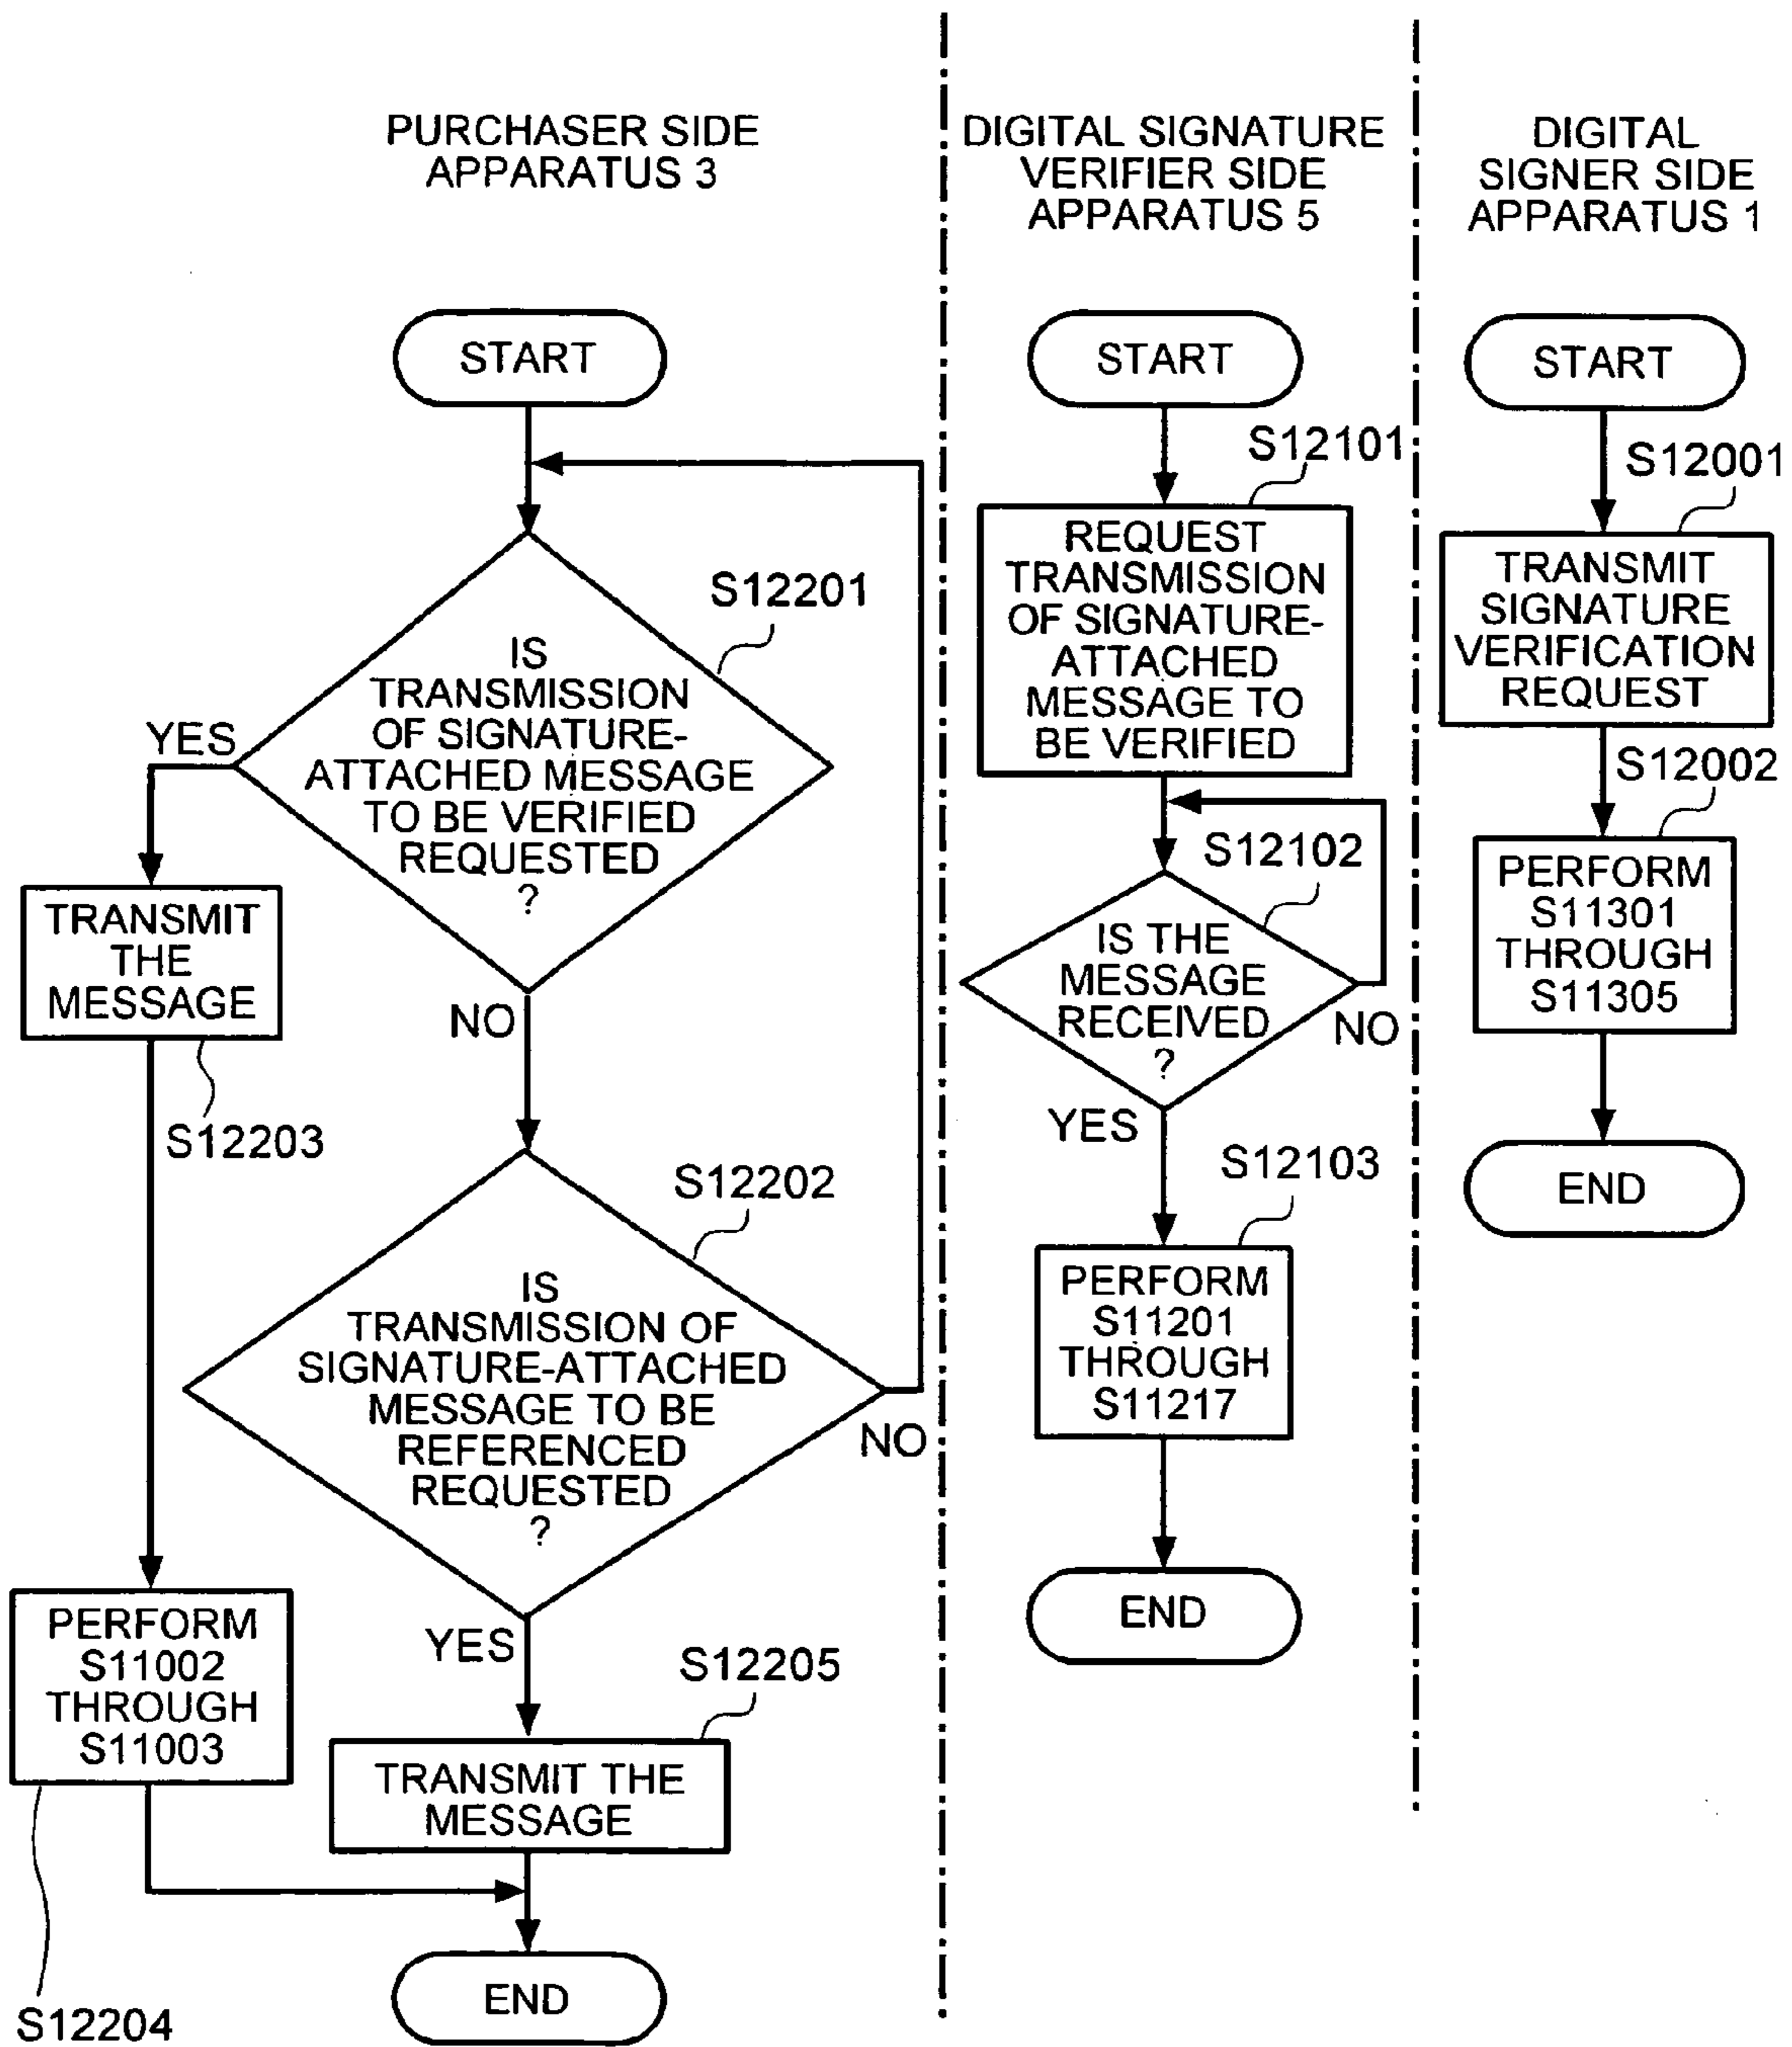 PURCHASER SIDE
APPARATUS 3
START
S12201
IS
TRANSMISSION
OF SIGNATURE-
ATTACHED MESSAGE
TO BE VERIFIED
REQUESTED
?
YES
NO
TRANSMIT
THE
MESSAGE
S12203
S12202
IS
TRANSMISSION OF
SIGNATURE-ATTACHED
MESSAGE TO BE
REFERENCED
REQUESTED
?
NO
YES
PERFORM
S11002
THROUGH
S11003
S12204
S12205
TRANSMIT THE
MESSAGE
END
DIGITAL SIGNATURE
VERIFIER SIDE
APPARATUS 5
START
S12101
REQUEST
TRANSMISSION
OF SIGNATURE-
ATTACHED
MESSAGE TO
BE VERIFIED
S12102
IS THE
MESSAGE
RECEIVED
?
NO
YES
S12103
PERFORM
S11201
THROUGH
S11217
END
DIGITAL
SIGNER SIDE
APPARATUS 1
START
S12001
TRANSMIT
SIGNATURE
VERIFICATION
REQUEST
S12002
PERFORM
S11301
THROUGH
S11305
END